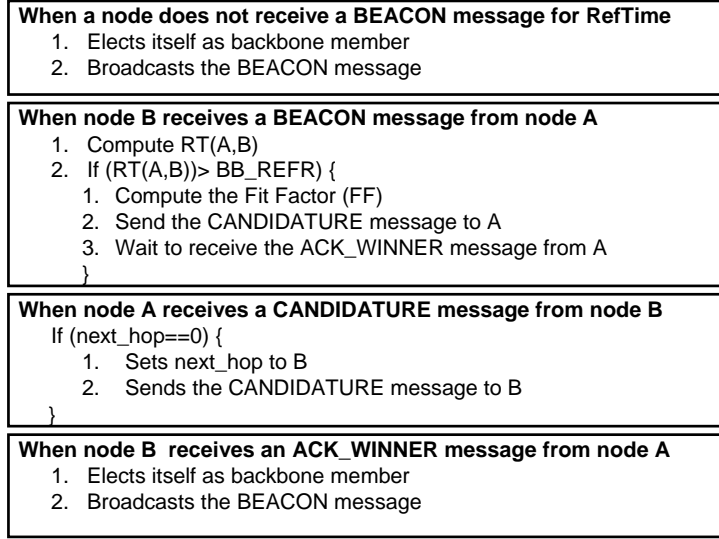 When a node does not receive a BEACON message for RefTime
1. Elects itself as backbone member
2. Broadcasts the BEACON message
When node B receives a BEACON message from node A
1. Compute RT(A,B)
2. If (RT(A,B))> BB_REFR) {
1. Compute the Fit Factor (FF)
2. Send the CANDIDATURE message to A
3. Wait to receive the ACK_WINNER message from A
}
When node A receives a CANDIDATURE message from node B
If (next_hop==0) {
1. Sets next_hop to B
2. Sends the CANDIDATURE message to B
}
When node B receives an ACK_WINNER message from node A
1. Elects itself as backbone member
2. Broadcasts the BEACON message